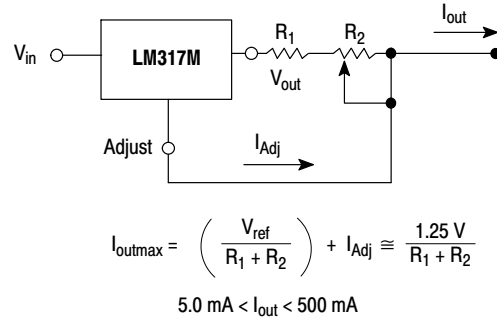 I_out
R_1 R_2
V_in LM317M
V_out
Adjust I_Adj
I_outmax = ( V_ref / (R_1 + R_2) ) + I_Adj ≅ 1.25 V / (R_1 + R_2)
5.0 mA < I_out < 500 mA